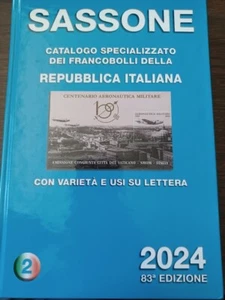 SASSONE
CATALOGO SPECIALIZZATO
DEI FRANCOBOLLI DELLA
REPUBBLICA ITALIANA
CENTENARIO AERONAUTICA MILITARE
100
CON VARIETÀ E USI SU LETTERA
2
2024
83ª EDIZIONE